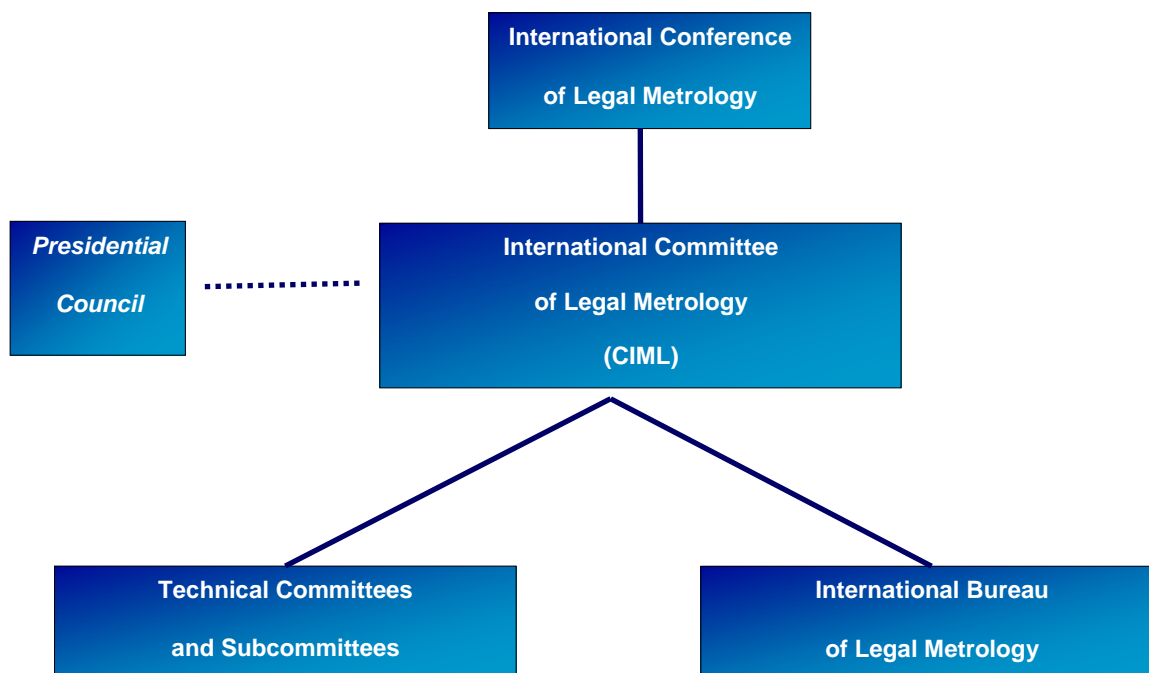 International Conference
of Legal Metrology
Presidential
Council
International Committee
of Legal Metrology
(CIML)
Technical Committees
and Subcommittees
International Bureau
of Legal Metrology